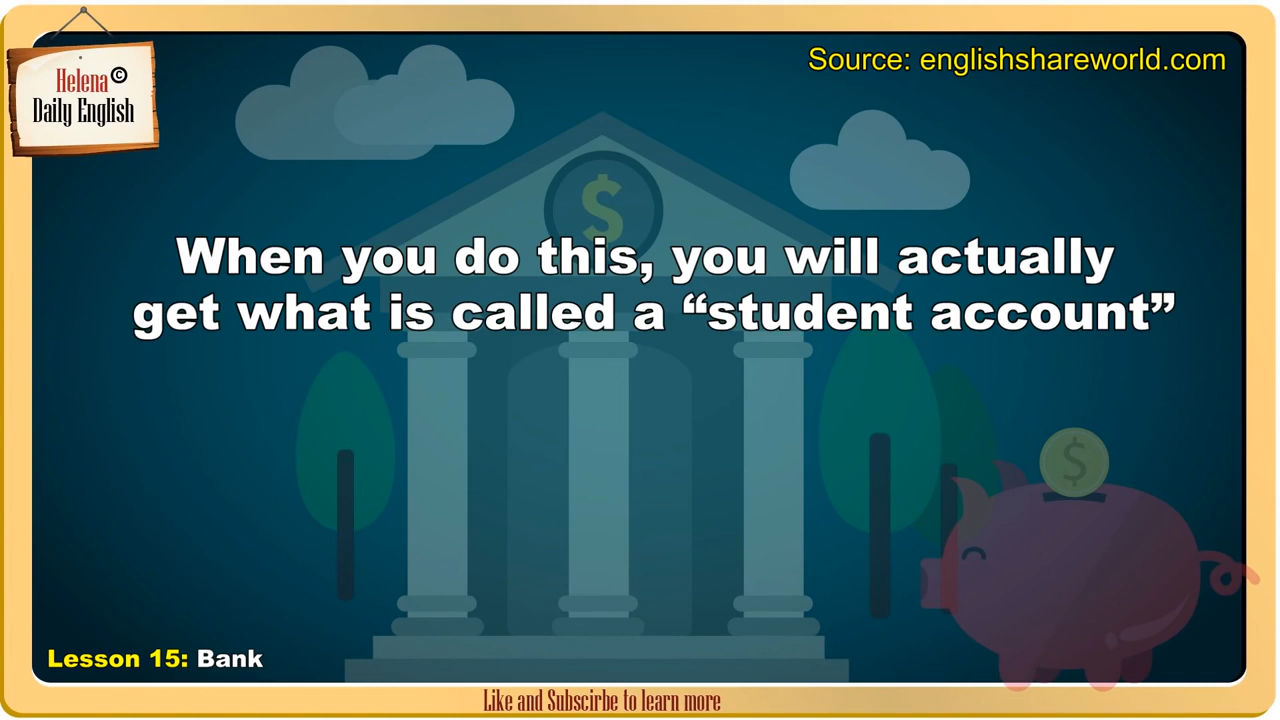 Helena ©
Daily English
Source: englishshareworld.com
When you do this, you will actually
get what is called a “student account”
Lesson 15: Bank
Like and Subscirbe to learn more